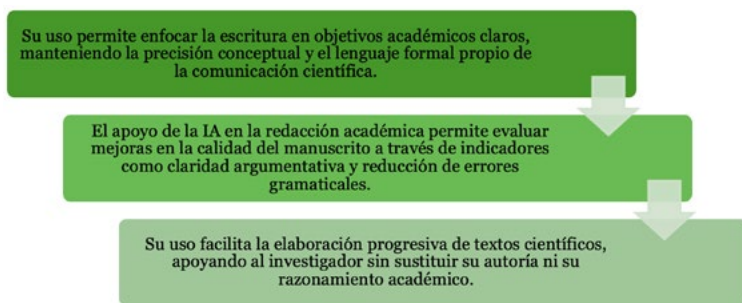 Su uso permite enfocar la escritura en objetivos académicos claros,
manteniendo la precisión conceptual y el lenguaje formal propio de
la comunicación científica.
El apoyo de la IA en la redacción académica permite evaluar
mejoras en la calidad del manuscrito a través de indicadores
como claridad argumentativa y reducción de errores
gramaticales.
Su uso facilita la elaboración progresiva de textos científicos,
apoyando al investigador sin sustituir su autoría ni su
razonamiento académico.